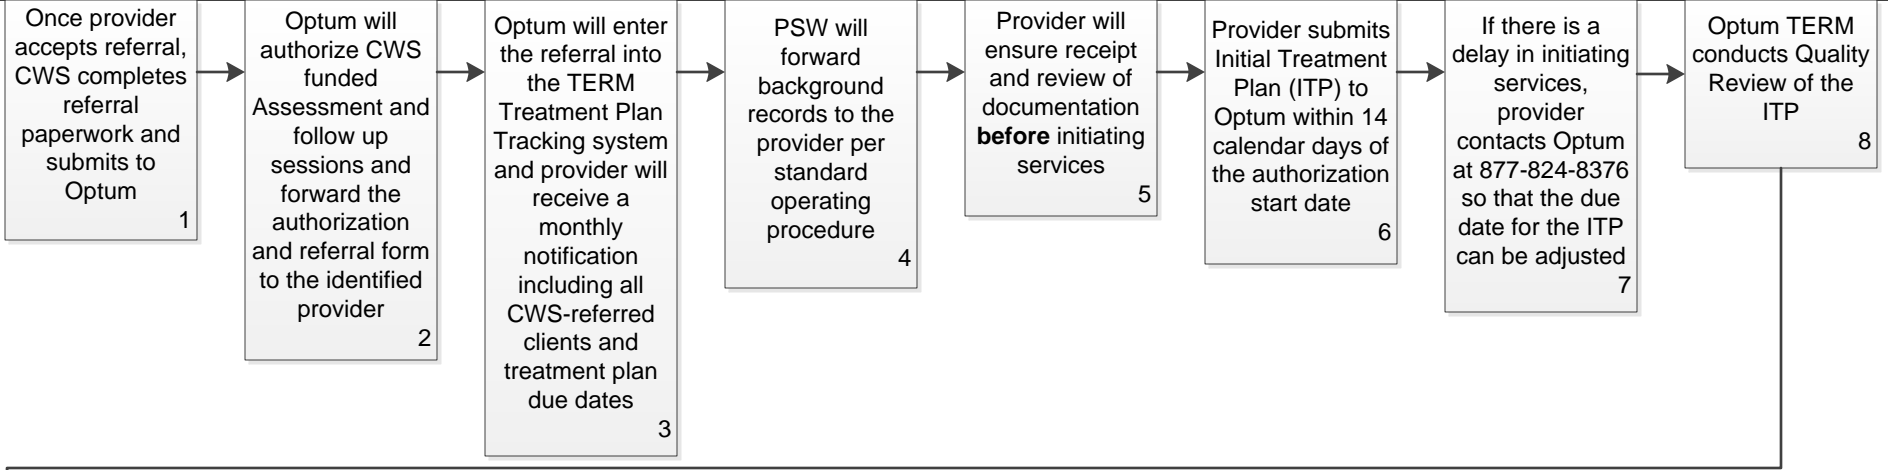 Once provider
accepts referral,
CWS completes
referral
paperwork and
submits to
Optum
1
Optum will
authorize CWS
funded
Assessment and
follow up
sessions and
forward the
authorization
and referral form
to the identified
provider
2
Optum will enter
the referral into
the TERM
Treatment Plan
Tracking system
and provider will
receive a
monthly
notification
including all
CWS-referred
clients and
treatment plan
due dates
3
PSW will
forward
background
records to the
provider per
standard
operating
procedure
4
Provider will
ensure receipt
and review of
documentation
before initiating
services
5
Provider submits
Initial Treatment
Plan (ITP) to
Optum within 14
calendar days of
the authorization
start date
6
If there is a
delay in initiating
services,
provider
contacts Optum
at 877-824-8376
so that the due
date for the ITP
can be adjusted
7
Optum TERM
conducts Quality
Review of the
ITP
8